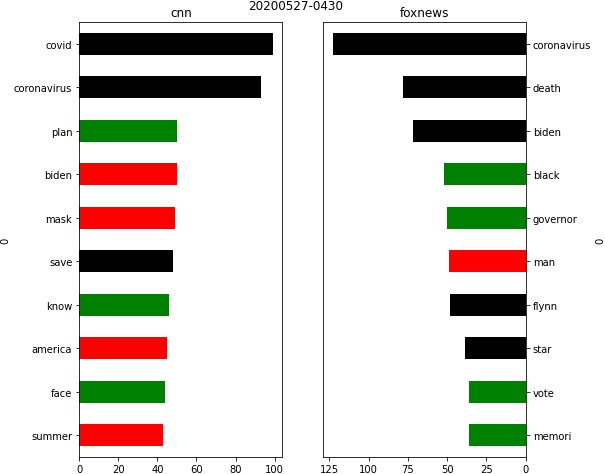 20200527-0430
cnn
foxnews
covid
coronavirus
plan
biden
mask
save
know
america
face
summer
0
0 20 40 60 80 100
coronavirus
death
biden
black
governor
man
flynn
star
vote
memori
0
125 100 75 50 25 0